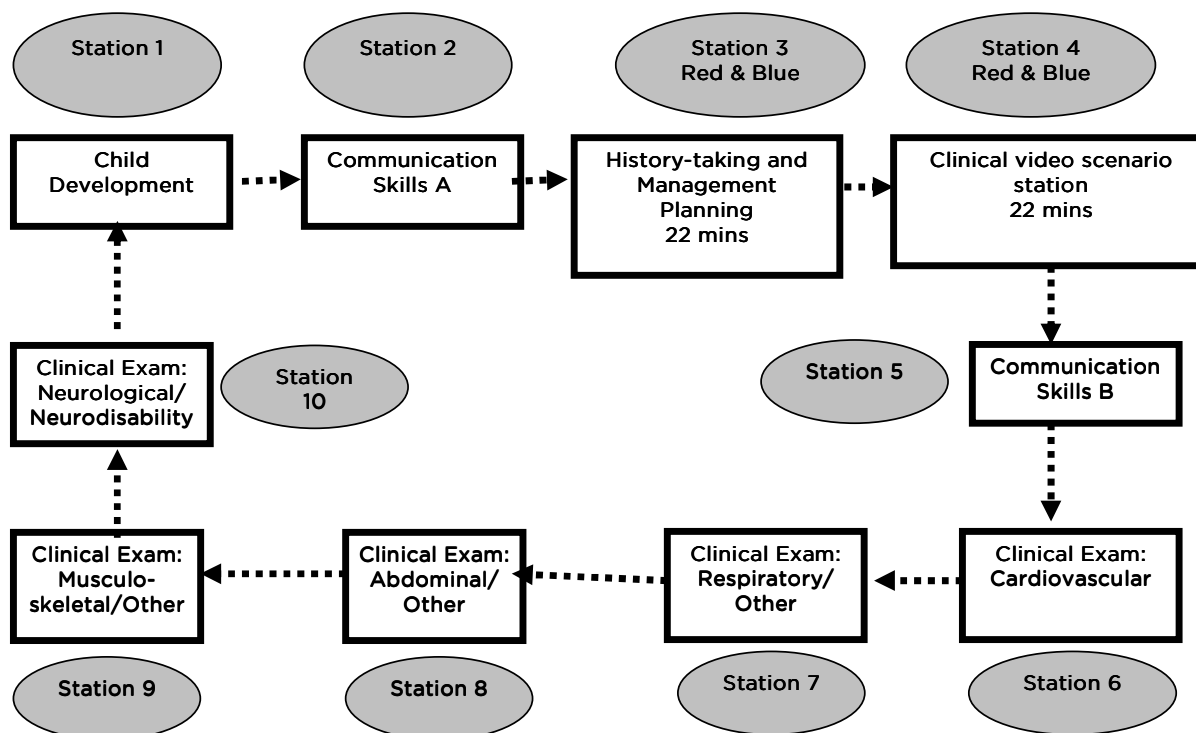 Station 1
Station 2
Station 3
Red & Blue
Station 4
Red & Blue
Child
Development
Communication
Skills A
History-taking and
Management
Planning
22 mins
Clinical video scenario
station
22 mins
Clinical Exam:
Neurological/
Neurodisability
Station
10
Station 5
Communication
Skills B
Clinical Exam:
Musculo-
skeletal/Other
Clinical Exam:
Abdominal/
Other
Clinical Exam:
Respiratory/
Other
Clinical Exam:
Cardiovascular
Station 9
Station 8
Station 7
Station 6